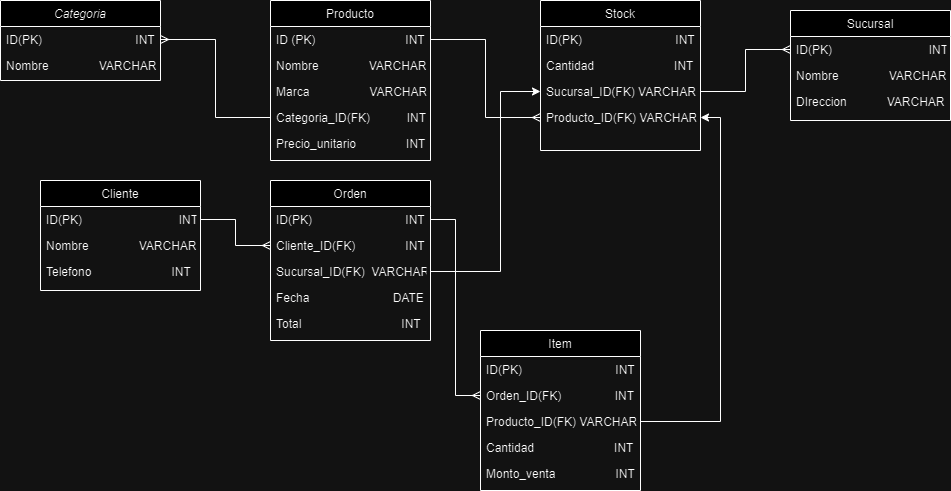 Categoria
ID(PK) INT
Nombre VARCHAR
Producto
ID (PK) INT
Nombre VARCHAR
Marca VARCHAR
Categoria_ID(FK) INT
Precio_unitario INT
Stock
ID(PK) INT
Cantidad INT
Sucursal_ID(FK) VARCHAR
Producto_ID(FK) VARCHAR
Sucursal
ID(PK) INT
Nombre VARCHAR
DIreccion VARCHAR
Cliente
ID(PK) INT
Nombre VARCHAR
Telefono INT
Orden
ID(PK) INT
Cliente_ID(FK) INT
Sucursal_ID(FK) VARCHAR
Fecha DATE
Total INT
Item
ID(PK) INT
Orden_ID(FK) INT
Producto_ID(FK) VARCHAR
Cantidad INT
Monto_venta INT